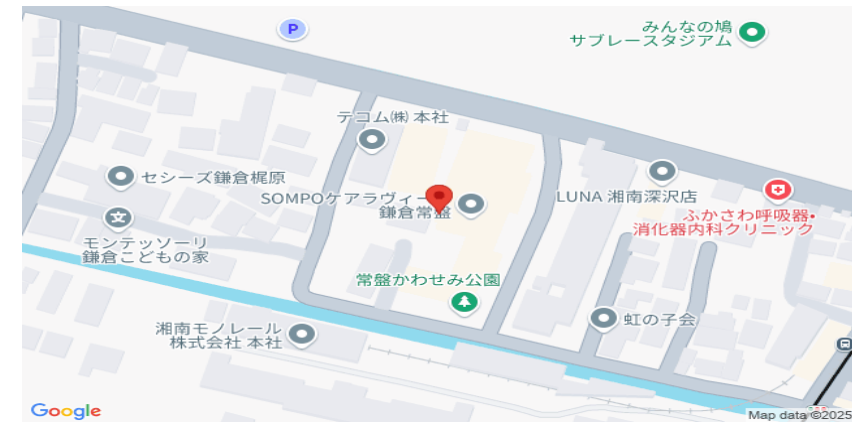 P
みんなの鳩
サブレースタジアム
テコム㈱ 本社
セシーズ鎌倉梶原
SOMPOケアラヴィー
鎌倉常盤
LUNA 湘南深沢店
ふかさわ呼吸器・
消化器内科クリニック
文
モンテッソーリ
鎌倉こどもの家
常盤かわせみ公園
湘南モノレール
株式会社 本社
虹の子会
Google
Map data ©2025